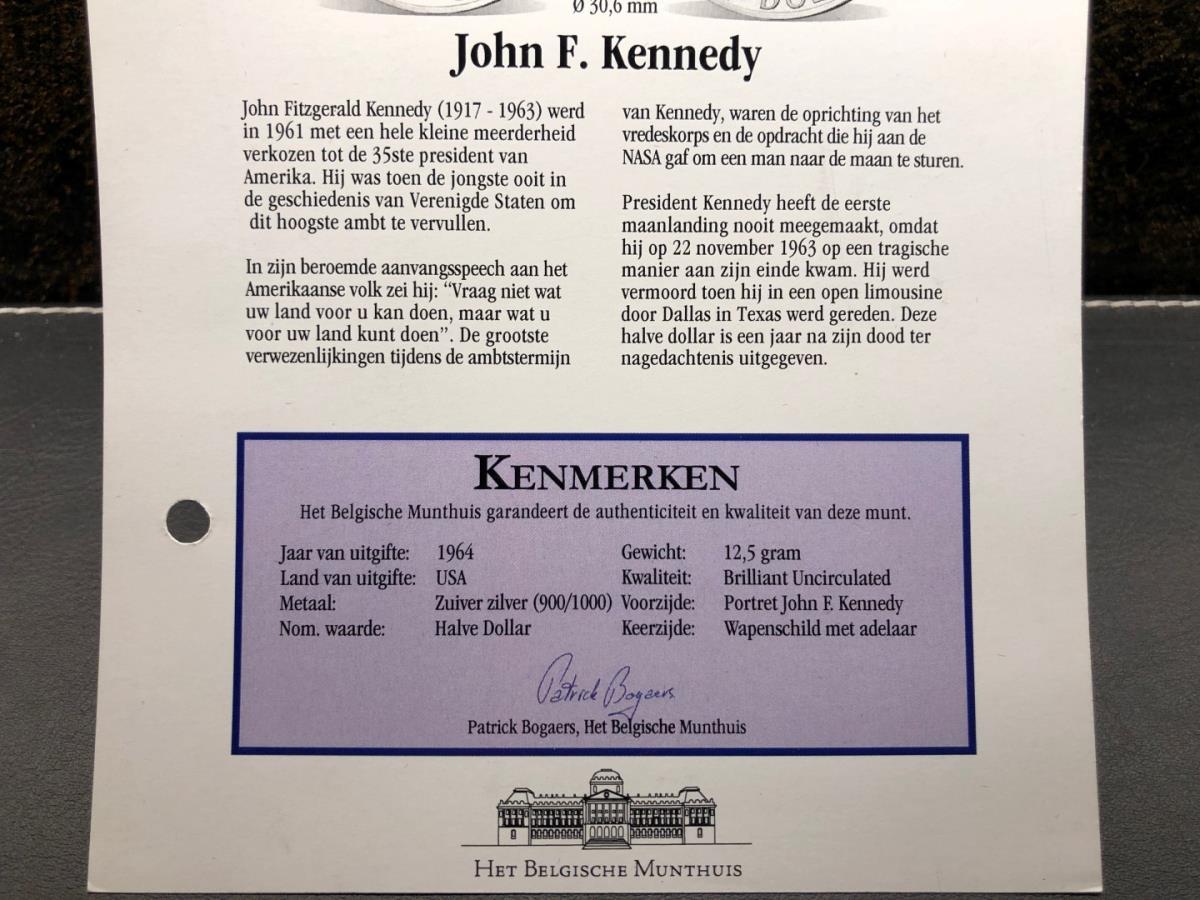 Ø 30,6 mm
John F. Kennedy
John Fitzgerald Kennedy (1917 - 1963) werd
in 1961 met een hele kleine meerderheid
verkozen tot de 35ste president van
Amerika. Hij was toen de jongste ooit in
de geschiedenis van Verenigde Staten om
dit hoogste ambt te vervullen.
In zijn beroemde aanvangsspeech aan het
Amerikaanse volk zei hij: “Vraag niet wat
uw land voor u kan doen, maar wat u
voor uw land kunt doen”. De grootste
verwezenlijkingen tijdens de ambtstermijn
van Kennedy, waren de oprichting van het
vredeskorps en de opdracht die hij aan de
NASA gaf om een man naar de maan te sturen.
President Kennedy heeft de eerste
maanlanding nooit meegemaakt, omdat
hij op 22 november 1963 op een tragische
manier aan zijn einde kwam. Hij werd
vermoord toen hij in een open limousine
door Dallas in Texas werd gereden. Deze
halve dollar is een jaar na zijn dood ter
nagedachtenis uitgegeven.
KENMERKEN
Het Belgische Munthuis garandeert de authenticiteit en kwaliteit van deze munt.
Jaar van uitgifte: 1964 Gewicht: 12,5 gram
Land van uitgifte: USA Kwaliteit: Brilliant Uncirculated
Metaal: Zuiver zilver (900/1000) Voorzijde: Portret John F. Kennedy
Nom. waarde: Halve Dollar Keerzijde: Wapenschild met adelaar
Patrick Bogaers
Patrick Bogaers, Het Belgische Munthuis
HET BELGISCHE MUNTHUIS